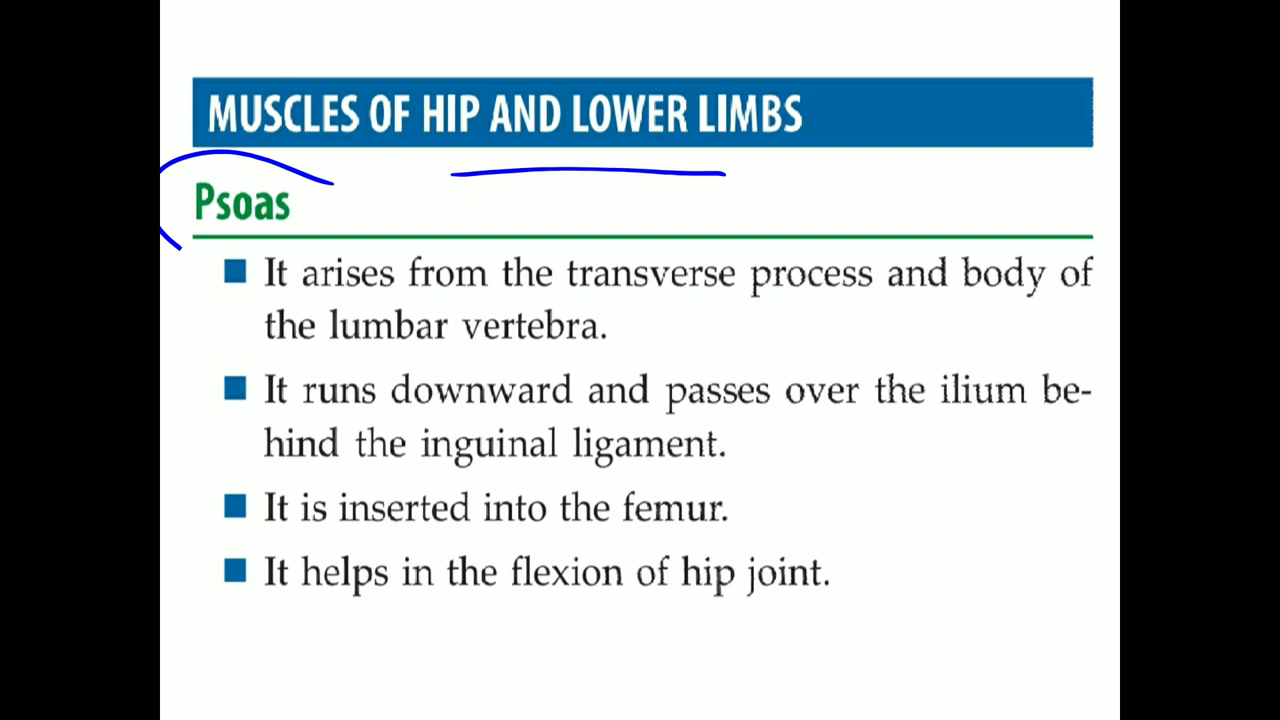 MUSCLES OF HIP AND LOWER LIMBS
Psoas
■ It arises from the transverse process and body of
the lumbar vertebra.
■ It runs downward and passes over the ilium be-
hind the inguinal ligament.
■ It is inserted into the femur.
■ It helps in the flexion of hip joint.